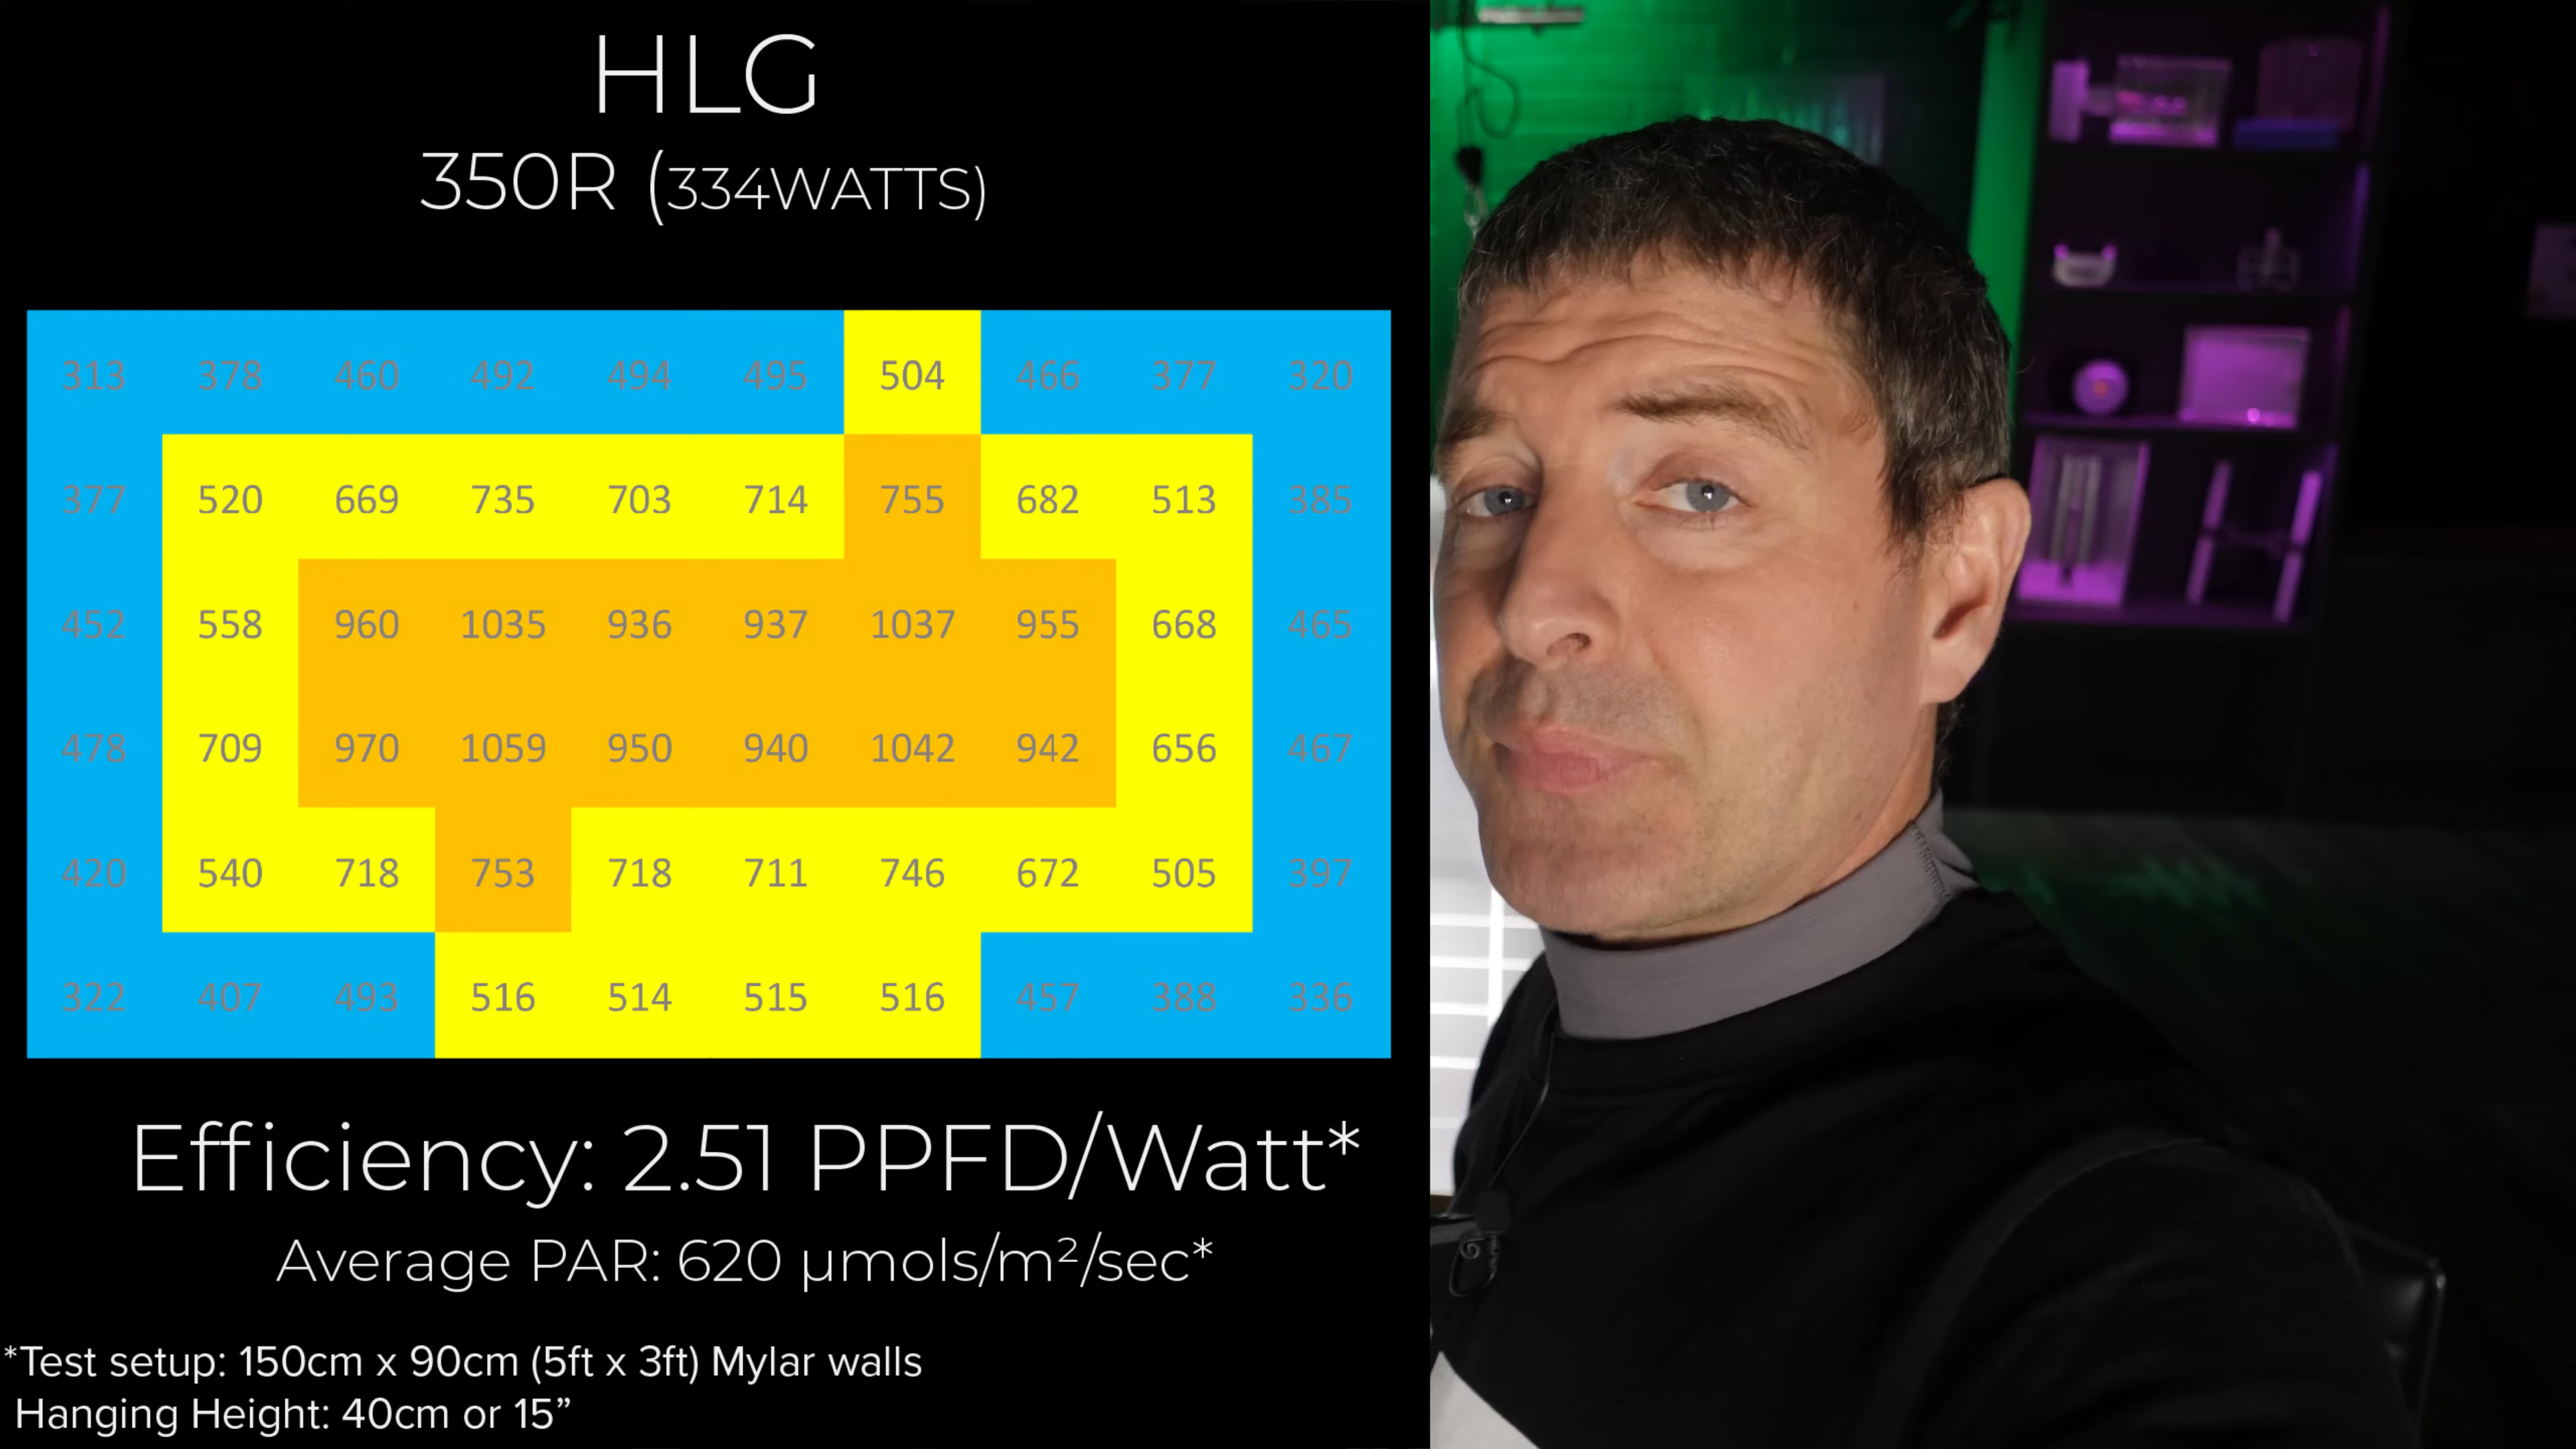 HLG
350R (334WATTS)
313 378 460 492 494 495 504 466 377 320
377 520 669 735 703 714 755 682 513 385
452 558 960 1035 936 937 1037 955 668 465
478 709 970 1059 950 940 1042 942 656 467
420 540 718 753 718 711 746 672 505 397
322 407 493 516 514 515 516 457 388 336
Efficiency: 2.51 PPFD/Watt*
Average PAR: 620 µmols/m²/sec*
*Test setup: 150cm x 90cm (5ft x 3ft) Mylar walls
Hanging Height: 40cm or 15”